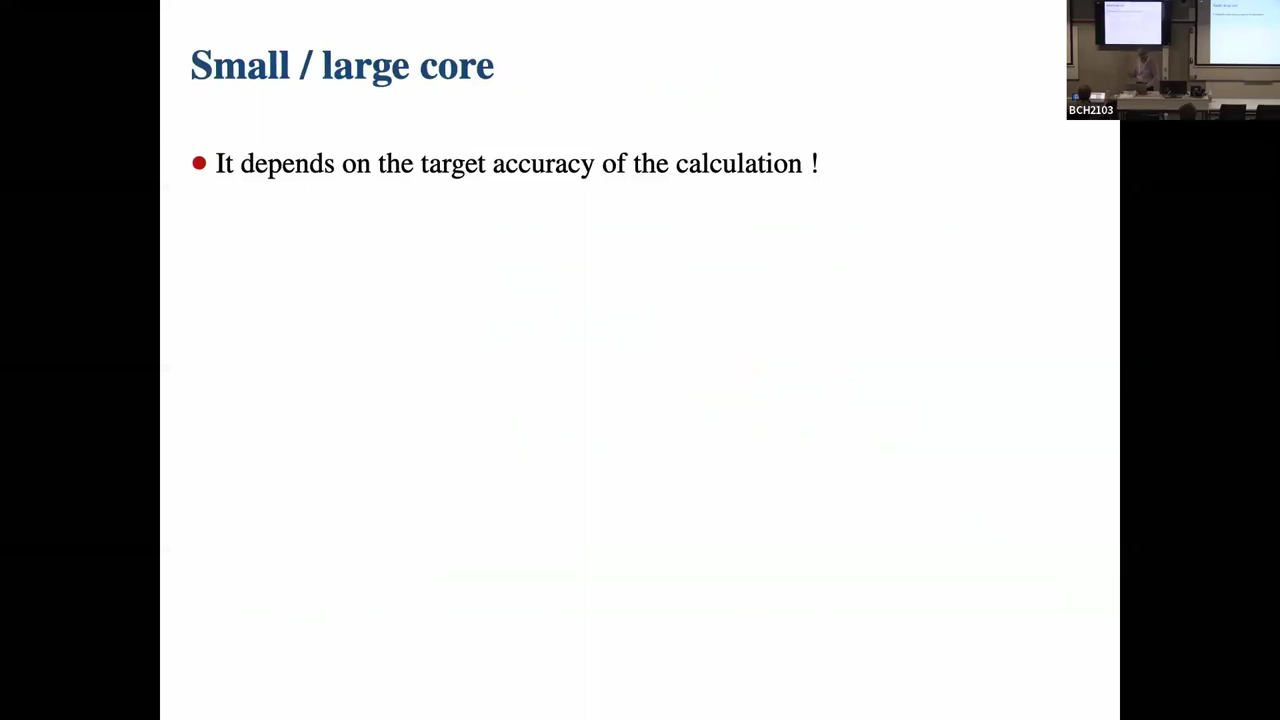 Small / large core
It depends on the target accuracy of the calculation !
BCH2103